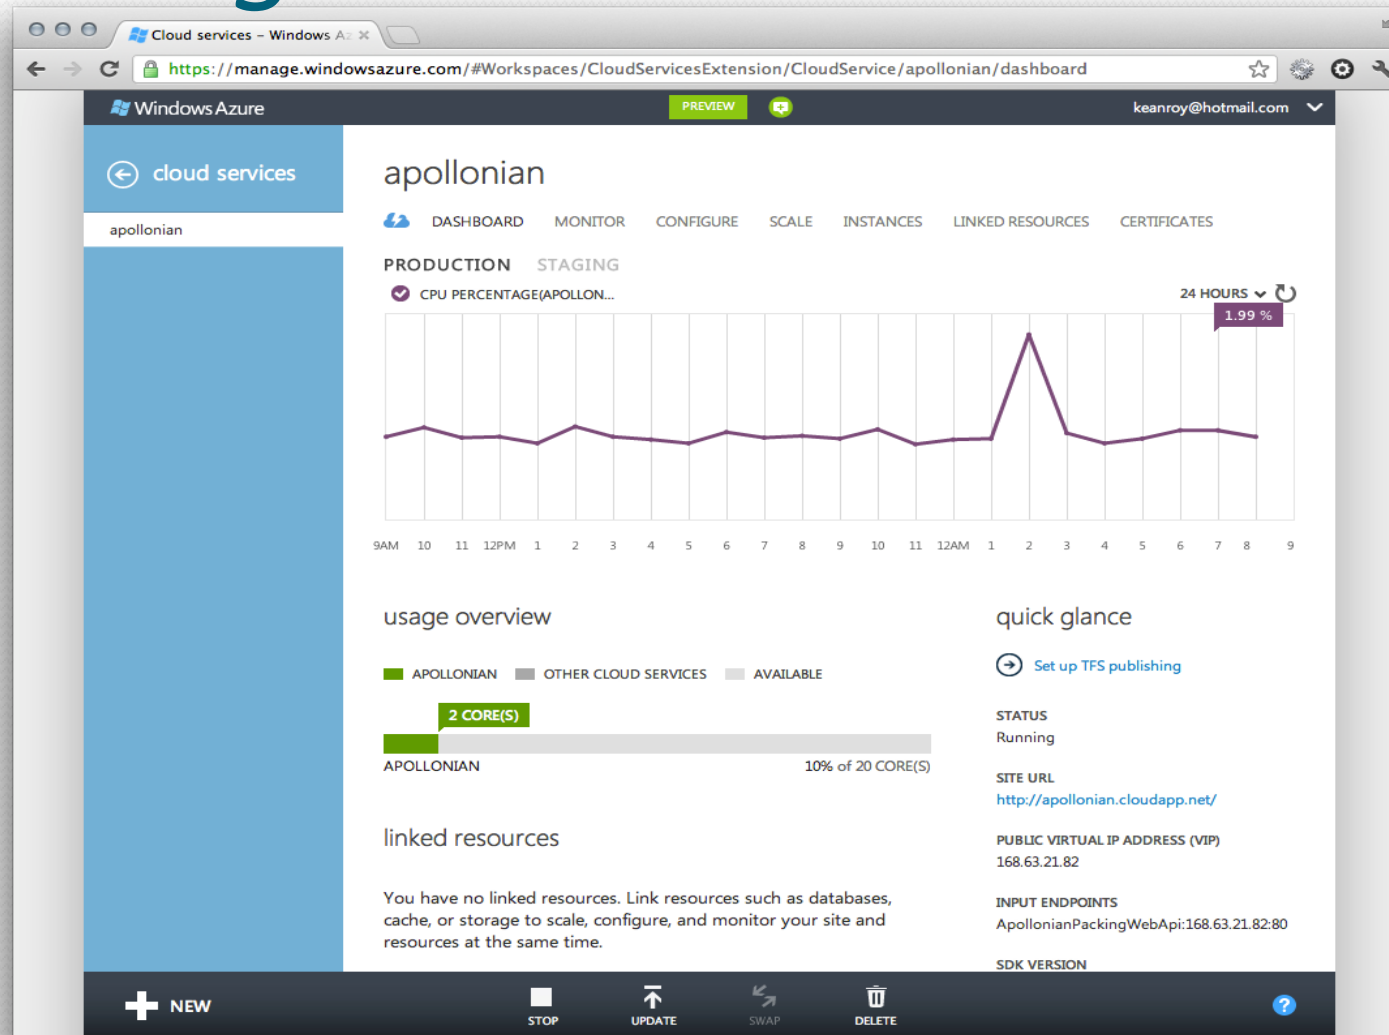 g
Cloud services – Windows Az
https://manage.windowsazure.com/#Workspaces/CloudServicesExtension/CloudService/apollonian/dashboard
Windows Azure
PREVIEW
keanroy@hotmail.com
cloud services
apollonian
apollonian
DASHBOARD MONITOR CONFIGURE SCALE INSTANCES LINKED RESOURCES CERTIFICATES
PRODUCTION STAGING
CPU PERCENTAGE(APOLLON...
24 HOURS
1.99 %
9AM 10 11 12PM 1 2 3 4 5 6 7 8 9 10 11 12AM 1 2 3 4 5 6 7 8 9
usage overview
APOLLONIAN OTHER CLOUD SERVICES AVAILABLE
2 CORE(S)
APOLLONIAN 10% of 20 CORE(S)
linked resources
You have no linked resources. Link resources such as databases,
cache, or storage to scale, configure, and monitor your site and
resources at the same time.
quick glance
Set up TFS publishing
STATUS
Running
SITE URL
http://apollonian.cloudapp.net/
PUBLIC VIRTUAL IP ADDRESS (VIP)
168.63.21.82
INPUT ENDPOINTS
ApollonianPackingWebApi:168.63.21.82:80
SDK VERSION
NEW
STOP
UPDATE
SWAP
DELETE
?